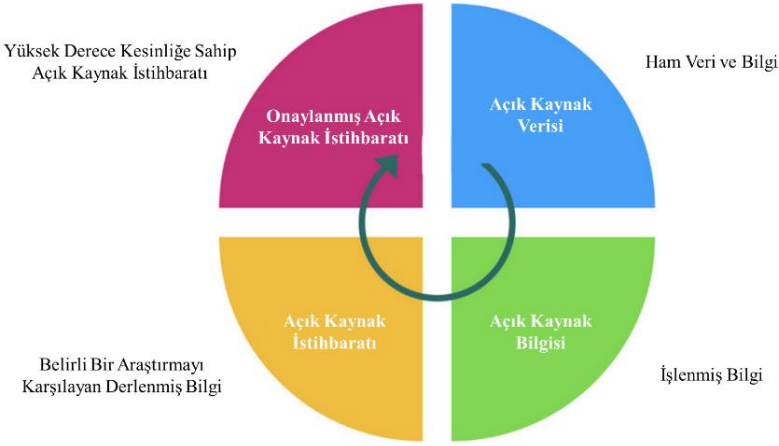 Yüksek Derece Kesinliğe Sahip
Açık Kaynak İstihbaratı
Onaylanmış Açık
Kaynak İstihbaratı
Açık Kaynak
Verisi
Ham Veri ve Bilgi
Belirli Bir Araştırmayı
Karşılayan Derlenmiş Bilgi
Açık Kaynak
İstihbaratı
Açık Kaynak
Bilgisi
İşlenmiş Bilgi